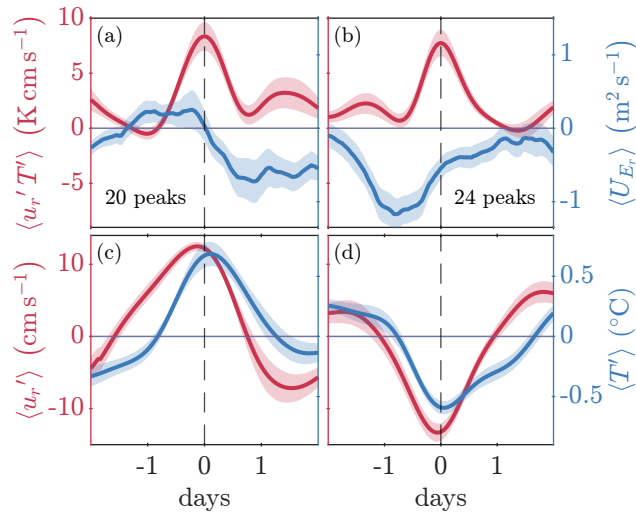 (a)
(b)
10
5
0
-5
⟨u_r′ T′⟩ (K cm s⁻¹)
20 peaks
24 peaks
1
0
-1
⟨U_{E_r}⟩ (m² s⁻¹)
(c)
(d)
10
0
-10
⟨u_r′⟩ (cm s⁻¹)
0.5
0
-0.5
⟨T′⟩ (°C)
-1 0 1
-1 0 1
days
days